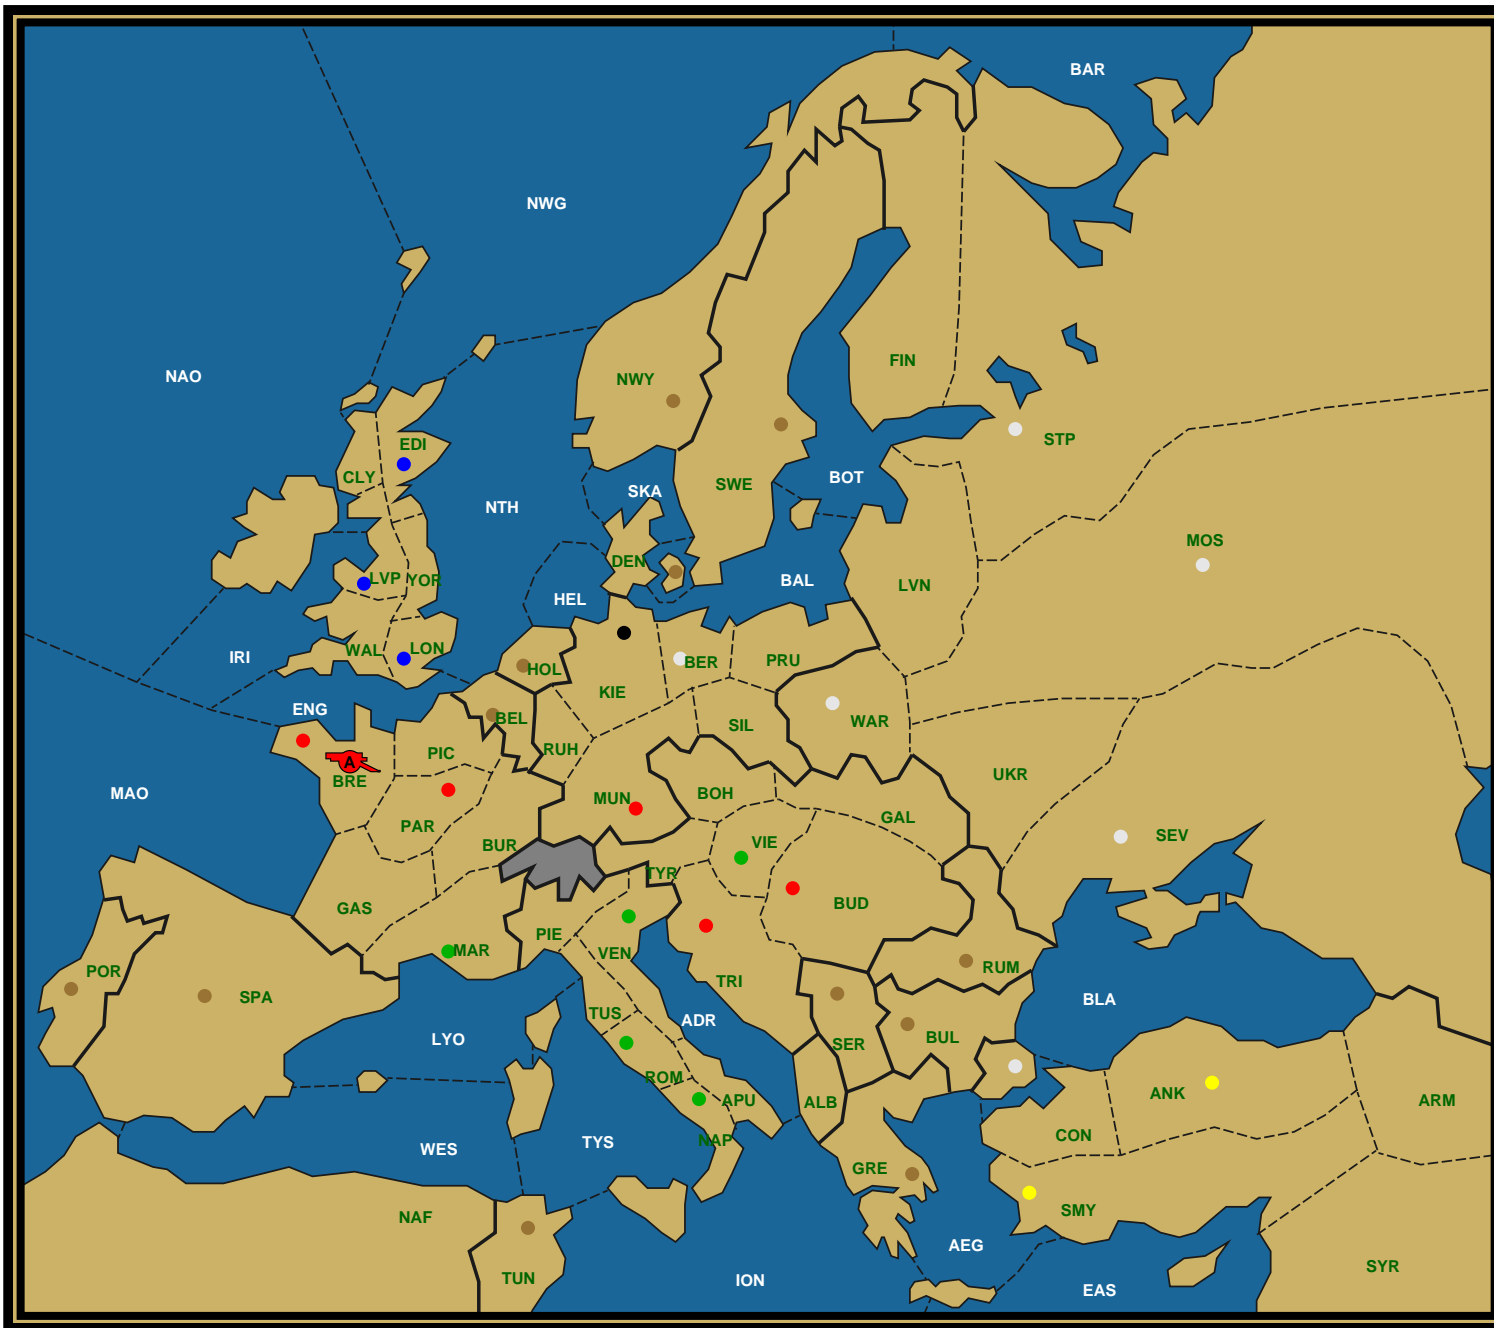 BAR
NWG
NAO
FIN
NWY
STP
EDI
CLY
SWE
BOT
SKA
NTH
MOS
DEN
BAL
LVN
LVP YOR
HEL
WAL
LON
IRI
HOL
BER
PRU
KIE
ENG
BEL
WAR
SIL
PIC
RUH
UKR
A
BRE
MAO
MUN
BOH
GAL
PAR
SEV
BUR
VIE
TYR
BUD
GAS
PIE
MAR
VEN
RUM
POR
SPA
TRI
BLA
TUS
ADR
LYO
BUL
SER
ROM
ANK
APU
ALB
ARM
CON
NAP
TYS
WES
GRE
SMY
NAF
AEG
SYR
TUN
ION
EAS